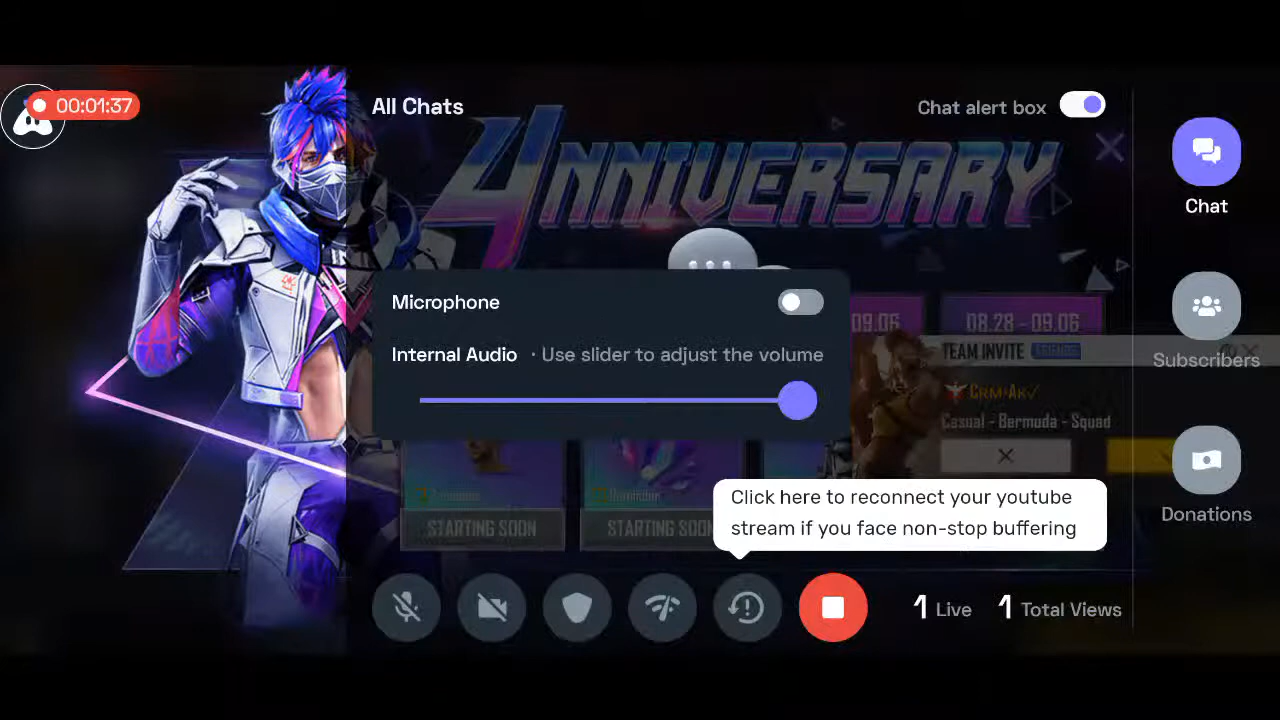 00:01:37
All Chats
Chat alert box
4NNIVERSARY
Chat
Microphone
Internal Audio · Use slider to adjust the volume
09.06
08.28 - 09.06
TEAM INVITE LEGENDS
Subscribers
Casual - Bermuda - Squad
Reminder
STARTING SOON
STARTING SOON
Click here to reconnect your youtube
stream if you face non-stop buffering
Donations
1 Live 1 Total Views